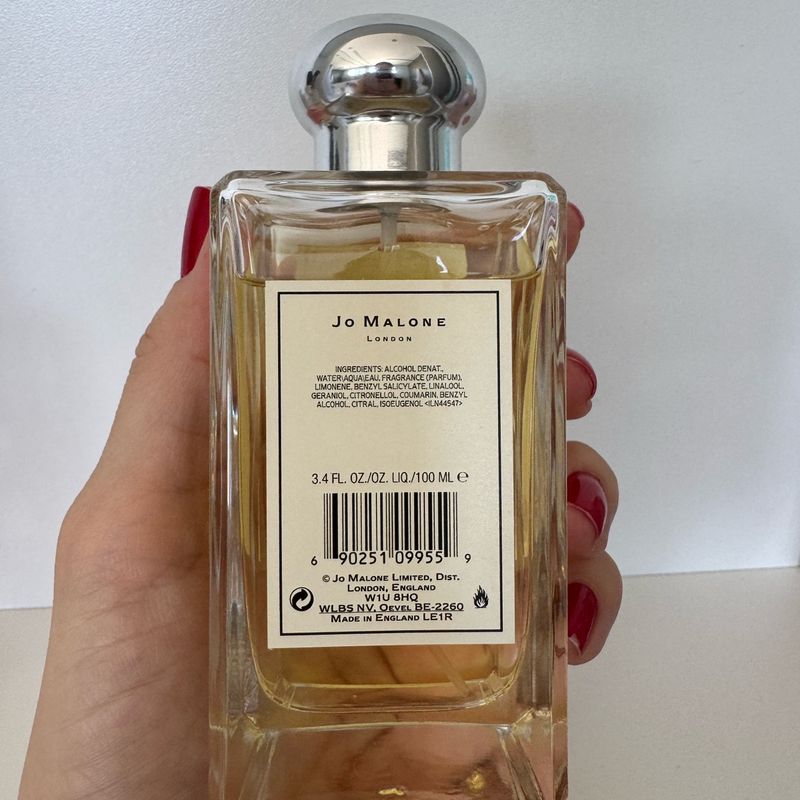 Jo Malone
London
INGREDIENTS: ALCOHOL DENAT.,
WATER\AQUA\EAU, FRAGRANCE (PARFUM),
LIMONENE, BENZYL SALICYLATE, LINALOOL,
GERANIOL, CITRONELLOL, COUMARIN, BENZYL
ALCOHOL, CITRAL, ISOEUGENOL <ILN44547>
3.4 FL. OZ./OZ. LIQ./100 ML ℮
6 90251 09955 9
© Jo Malone Limited, Dist.
London, England
W1U 8HQ
WLBS NV, Oevel BE-2260
Made in England LE1R